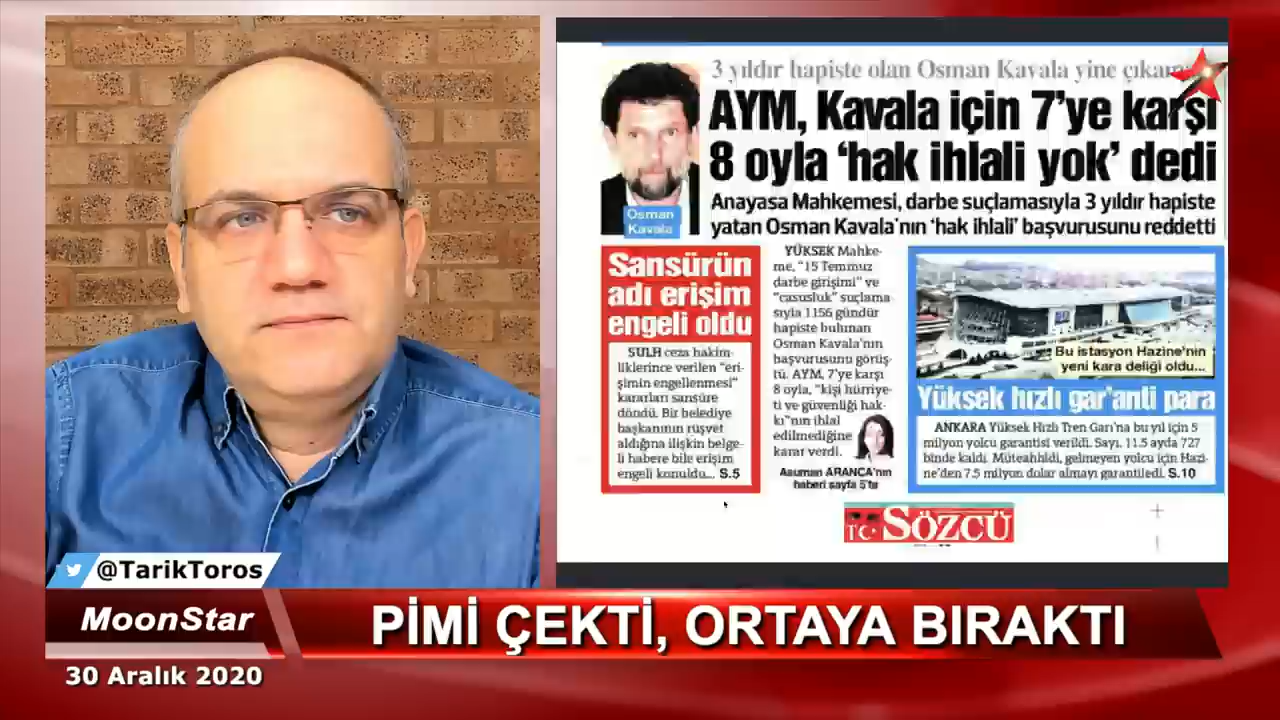 3 yıldır hapiste olan Osman Kavala yine
AYM, Kavala için 7'ye karşı
8 oyla 'hak ihlali yok' dedi
Anayasa Mahkemesi, darbe suçlamasıyla 3 yıldır hapiste
yatan Osman Kavala'nın 'hak ihlali' başvurusunu reddetti
Osman
Kavala
Sansürün
adı erişim
engeli oldu
SULH ceza hakim-
liklerince verilen "eri-
şimin engellenmesi"
kararları sansüre
döndü. Bir belediye
başkanının rüşvet
aldığına ilişkin belge-
li habere bile erişim
engeli konuldu... S.5
YÜKSEK Mahke-
me, "15 Temmuz
darbe girişimi" ve
"casusluk" suçlama-
sıyla 1156 gündür
hapiste bulunan
Osman Kavala'nın
başvurusunu görüş-
tü. AYM, 7'ye karşı
8 oyla, "kişi hürriye-
ti ve güvenliği hak-
kı"nın ihlal
edilmediğine
karar verdi.
Asuman ARANCA'nın
haberi sayfa 5'te
Bu istasyon Hazine'nin
yeni kara deliği oldu...
Yüksek hızlı gar'anti para
ANKARA Yüksek Hızlı Tren Garı'na bu yıl için 5
milyon yolcu garantisi verildi. Sayı, 11.5 ayda 727
binde kaldı. Müteahhidi, gelmeyen yolcu için Hazi-
ne'den 7.5 milyon dolar almayı garantiledi. S.10
TC SÖZCÜ
@TarikToros
MoonStar
PİMİ ÇEKTİ, ORTAYA BIRAKTI
30 Aralık 2020